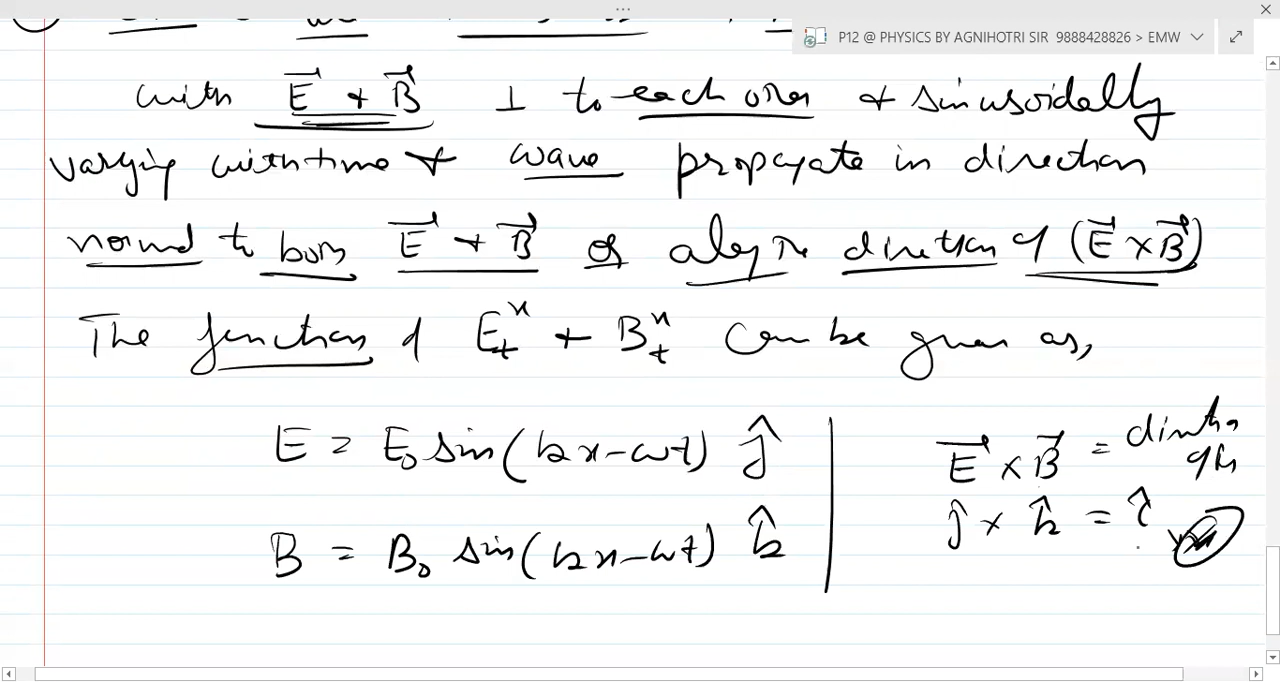 P12 @ PHYSICS BY AGNIHOTRI SIR 9888428826 > EMW
with E⃗ + B⃗ ⊥ to each other & sinusoidally
varying with time & wave propagate in direction
normal to both E⃗ + B⃗ or along the direction of (E⃗ × B⃗)
The functions of E + B can be given as,
E = E₀ sin(kx-ωt) ĵ
B = B₀ sin(kx-ωt) k̂
E⃗ × B⃗ =
ĵ × k̂ = î